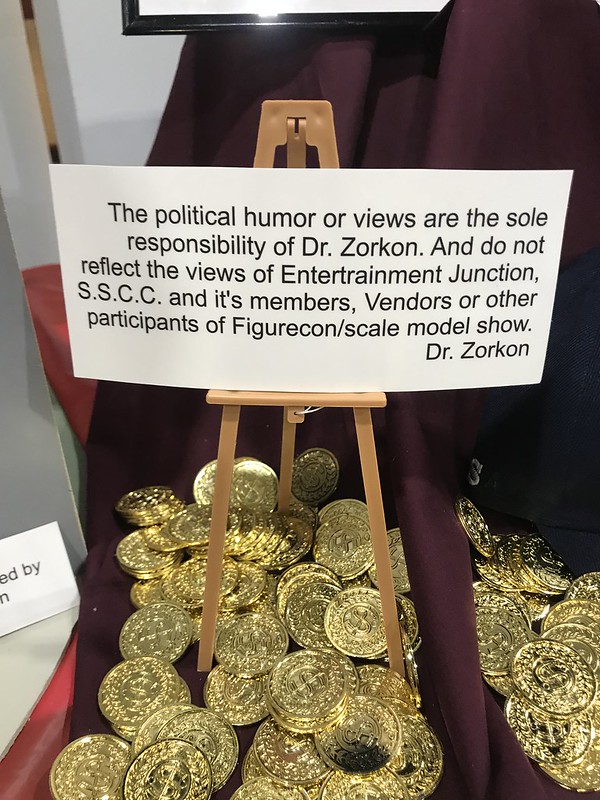 The political humor or views are the sole
responsibility of Dr. Zorkon. And do not
reflect the views of Entertrainment Junction,
S.S.C.C. and it's members, Vendors or other
participants of Figurecon/scale model show.
Dr. Zorkon
ed by
n